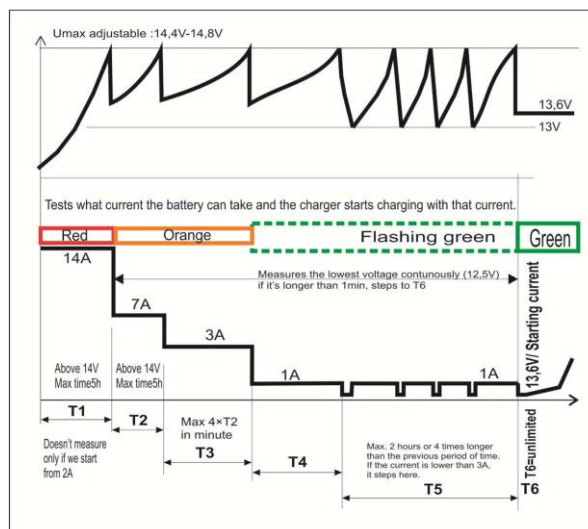 Umax adjustable :14,4V-14,8V
13,6V
13V
Tests what current the battery can take and the charger starts charging with that current.
Red
Orange
Flashing green
Green
14A
Measures the lowest voltage contunously (12,5V)
if it's longer than 1min, steps to T6
7A
3A
1A
1A
13,6V/ Starting current
Above 14V
Max time5h
Above 14V
Max time5h
T1
T2
Max 4×T2
in minute
T3
T4
Doesn't measure
only if we start
from 2A
Max. 2 hours or 4 times longer
than the previous period of time.
If the current is lower than 3A,
it steps here.
T5
T6=unlimited
T6